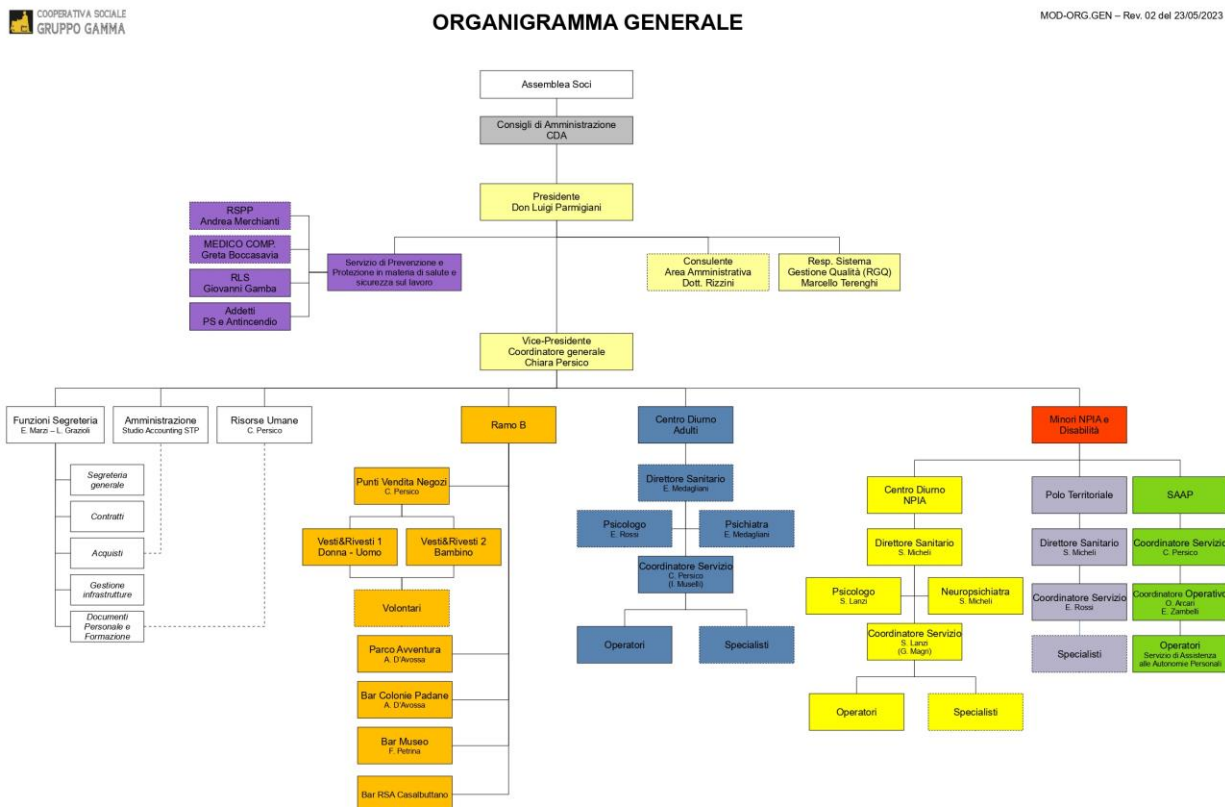 COOPERATIVA SOCIALE
GRUPPO GAMMA
ORGANIGRAMMA GENERALE
MOD-ORG.GEN – Rev. 02 del 23/05/2023
Assemblea Soci
Consigli di Amministrazione
CDA
Presidente
Don Luigi Parmigiani
RSPP
Andrea Merchianti
MEDICO COMP.
Greta Boccasavia
RLS
Giovanni Gamba
Addetti
PS e Antincendio
Servizio di Prevenzione e
Protezione in materia di salute e
sicurezza sul lavoro
Consulente
Area Amministrativa
Dott. Rizzini
Resp. Sistema
Gestione Qualità (RGQ)
Marcello Terenghi
Vice-Presidente
Coordinatore generale
Chiara Persico
Funzioni Segreteria
E. Marzi – L. Grazioli
Amministrazione
Studio Accounting STP
Risorse Umane
C. Persico
Segreteria
generale
Contratti
Acquisti
Gestione
infrastrutture
Documenti
Personale e
Formazione
Ramo B
Punti Vendita Negozi
C. Persico
Vesti&Rivesti 1
Donna - Uomo
Vesti&Rivesti 2
Bambino
Volontari
Parco Avventura
A. D'Avossa
Bar Colonie Padane
A. D'Avossa
Bar Museo
F. Petrina
Bar RSA Casalbuttano
Centro Diurno
Adulti
Direttore Sanitario
E. Medagliani
Psicologo
E. Rossi
Psichiatra
E. Medagliani
Coordinatore Servizio
C. Persico
(I. Muselli)
Operatori
Specialisti
Minori NPIA e
Disabilità
Centro Diurno
NPIA
Direttore Sanitario
S. Micheli
Psicologo
S. Lanzi
Neuropsichiatra
S. Micheli
Coordinatore Servizio
S. Lanzi
(G. Magri)
Operatori
Specialisti
Polo Territoriale
Direttore Sanitario
S. Micheli
Coordinatore Servizio
E. Rossi
Specialisti
SAAP
Coordinatore Servizio
C. Persico
Coordinatore Operativo
O. Arcari
E. Zambelli
Operatori
Servizio di Assistenza
alle Autonomie Personali